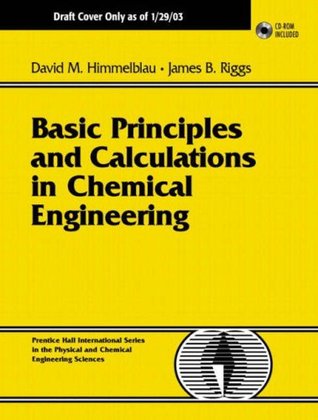 Draft Cover Only as of 1/29/03
CD-ROM
INCLUDED
David M. Himmelblau · James B. Riggs
Basic Principles
and Calculations
in Chemical
Engineering
Prentice Hall International Series
in the Physical and Chemical
Engineering Sciences